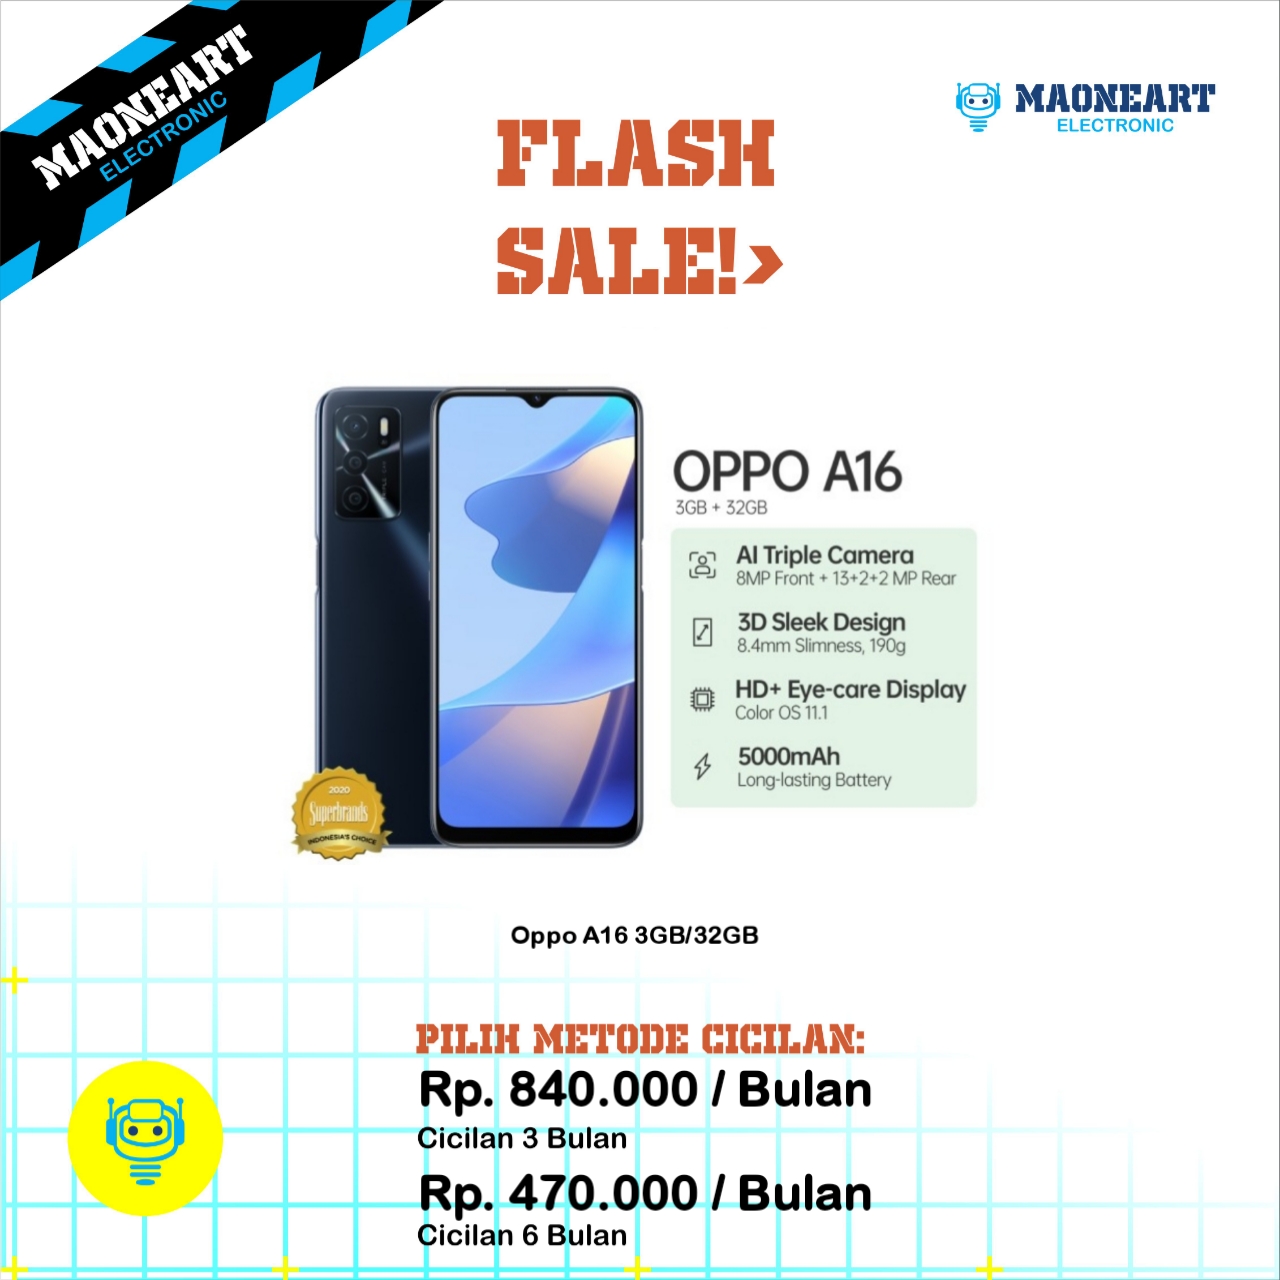 MAONEART
ELECTRONIC
MAONEART
ELECTRONIC
FLASH
SALE!>
OPPO A16
3GB + 32GB
AI Triple Camera
8MP Front + 13+2+2 MP Rear
3D Sleek Design
8.4mm Slimness, 190g
HD+ Eye-care Display
Color OS 11.1
5000mAh
Long-lasting Battery
2020
Superbrands
INDONESIA'S CHOICE
Oppo A16 3GB/32GB
PILIH METODE CICILAN:
Rp. 840.000 / Bulan
Cicilan 3 Bulan
Rp. 470.000 / Bulan
Cicilan 6 Bulan